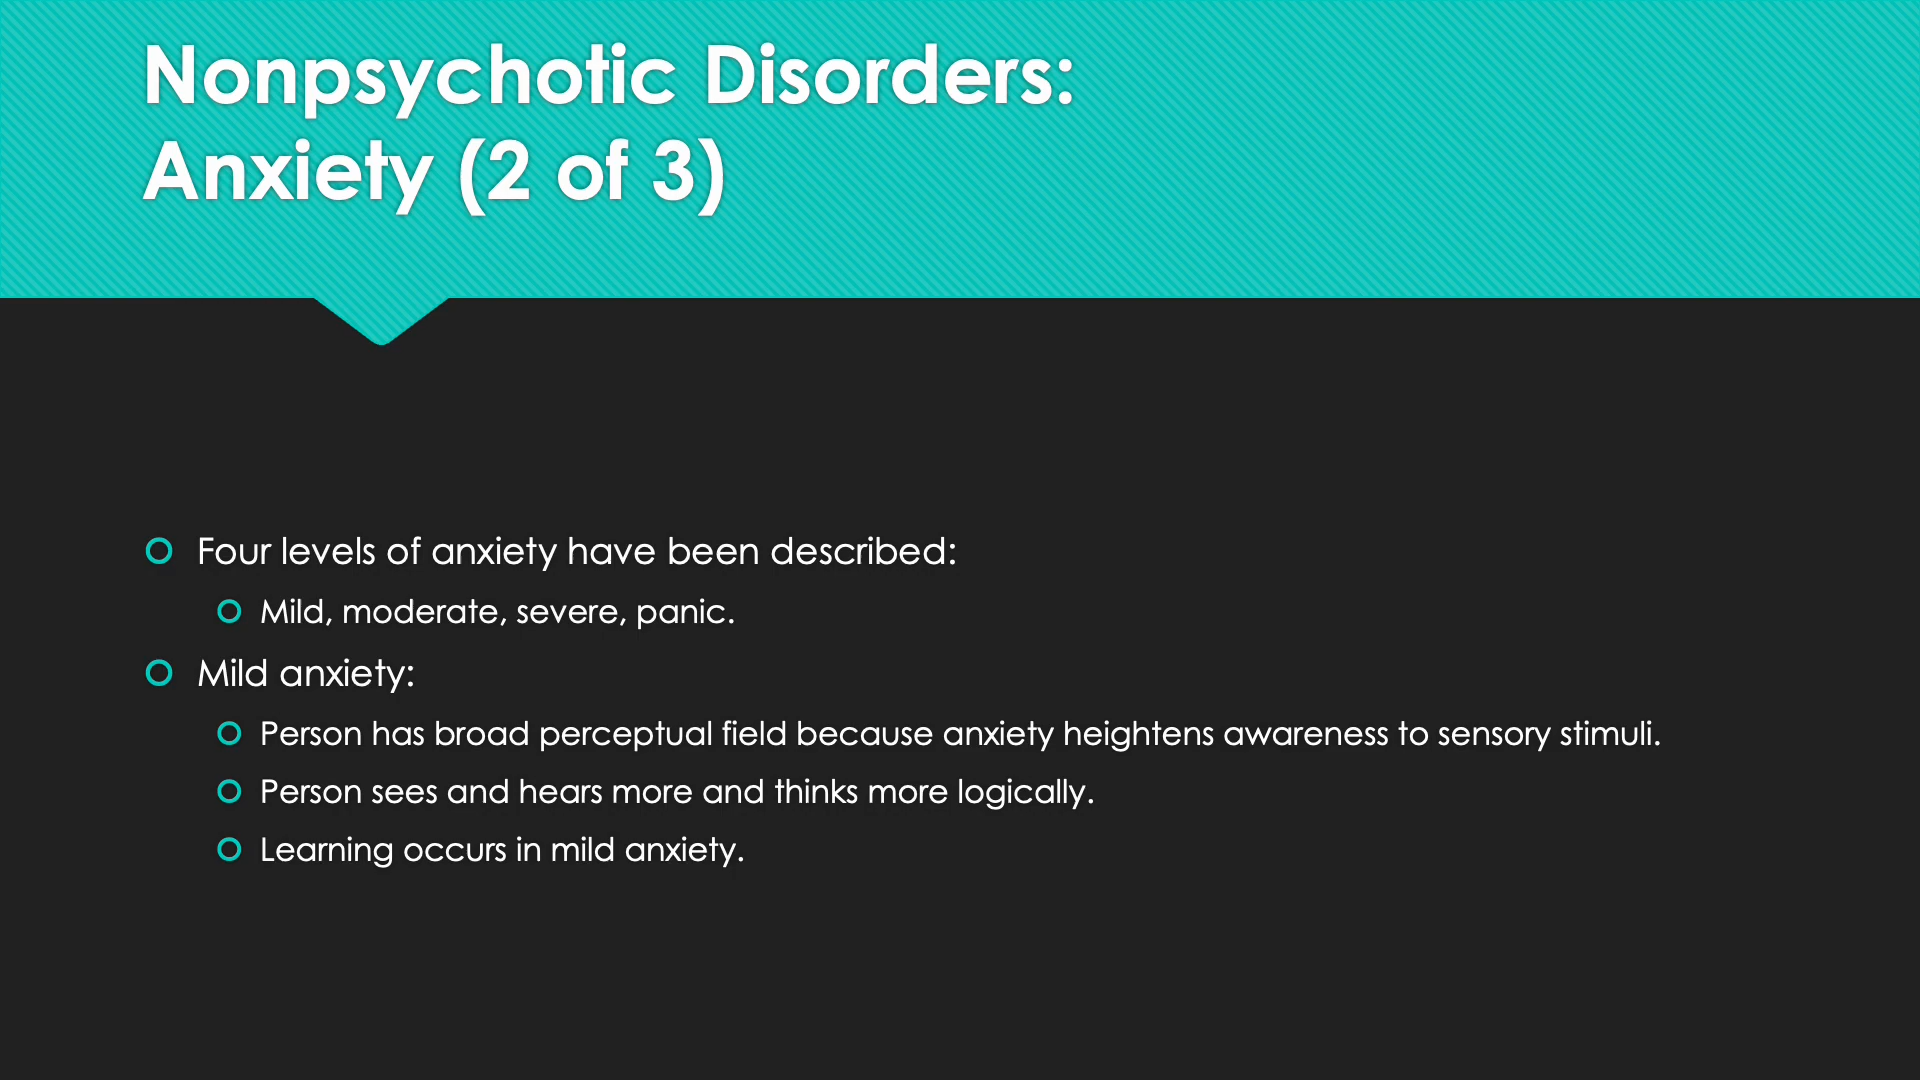 Nonpsychotic Disorders:
Anxiety (2 of 3)
Four levels of anxiety have been described:
Mild, moderate, severe, panic.
Mild anxiety:
Person has broad perceptual field because anxiety heightens awareness to sensory stimuli.
Person sees and hears more and thinks more logically.
Learning occurs in mild anxiety.